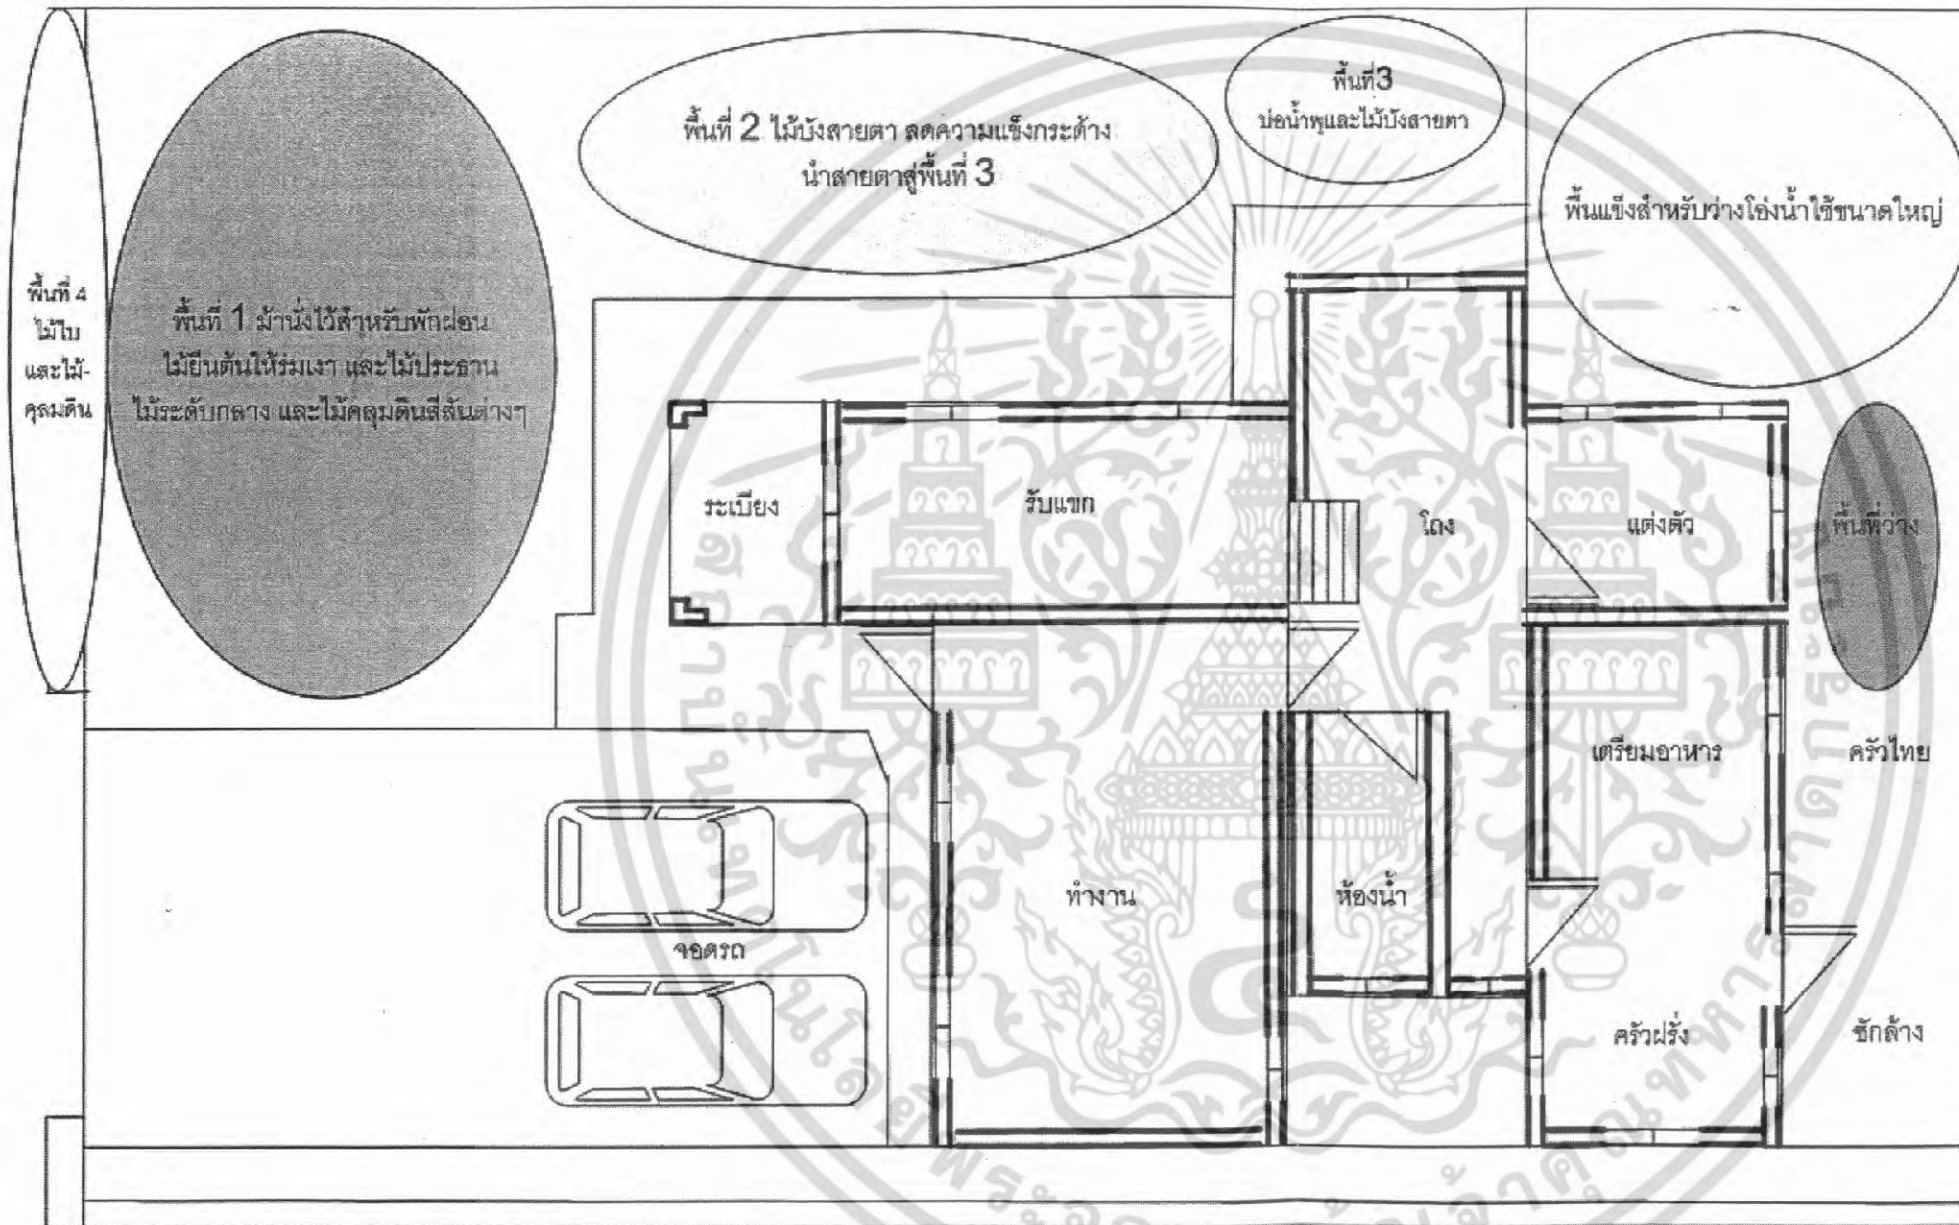 พื้นที่ 4
ไม้ใบ
และไม้-
คุลมดิน
พื้นที่ 1 ม้านั่งไว้สำหรับพักผ่อน
ไม้ยืนต้นให้ร่มเงา และไม้ประธาน
ไม้ระดับกลาง และไม้คลุมดินสีสันต่างๆ
พื้นที่ 2 ไม้บังสายตา ลดความแข็งกระด้าง
นำสายตาสู่พื้นที่ 3
พื้นที่3
บ่อน้ำพุและไม้บังสายตา
พื้นแข็งสำหรับว่างโอ่งน้ำใช้ขนาดใหญ่
ระเบียง
รับแขก
โถง
แต่งตัว
พื้นที่ว่าง
เตรียมอาหาร
ครัวไทย
ทำงาน
ห้องน้ำ
จอดรถ
ครัวฝรั่ง
ซักล้าง